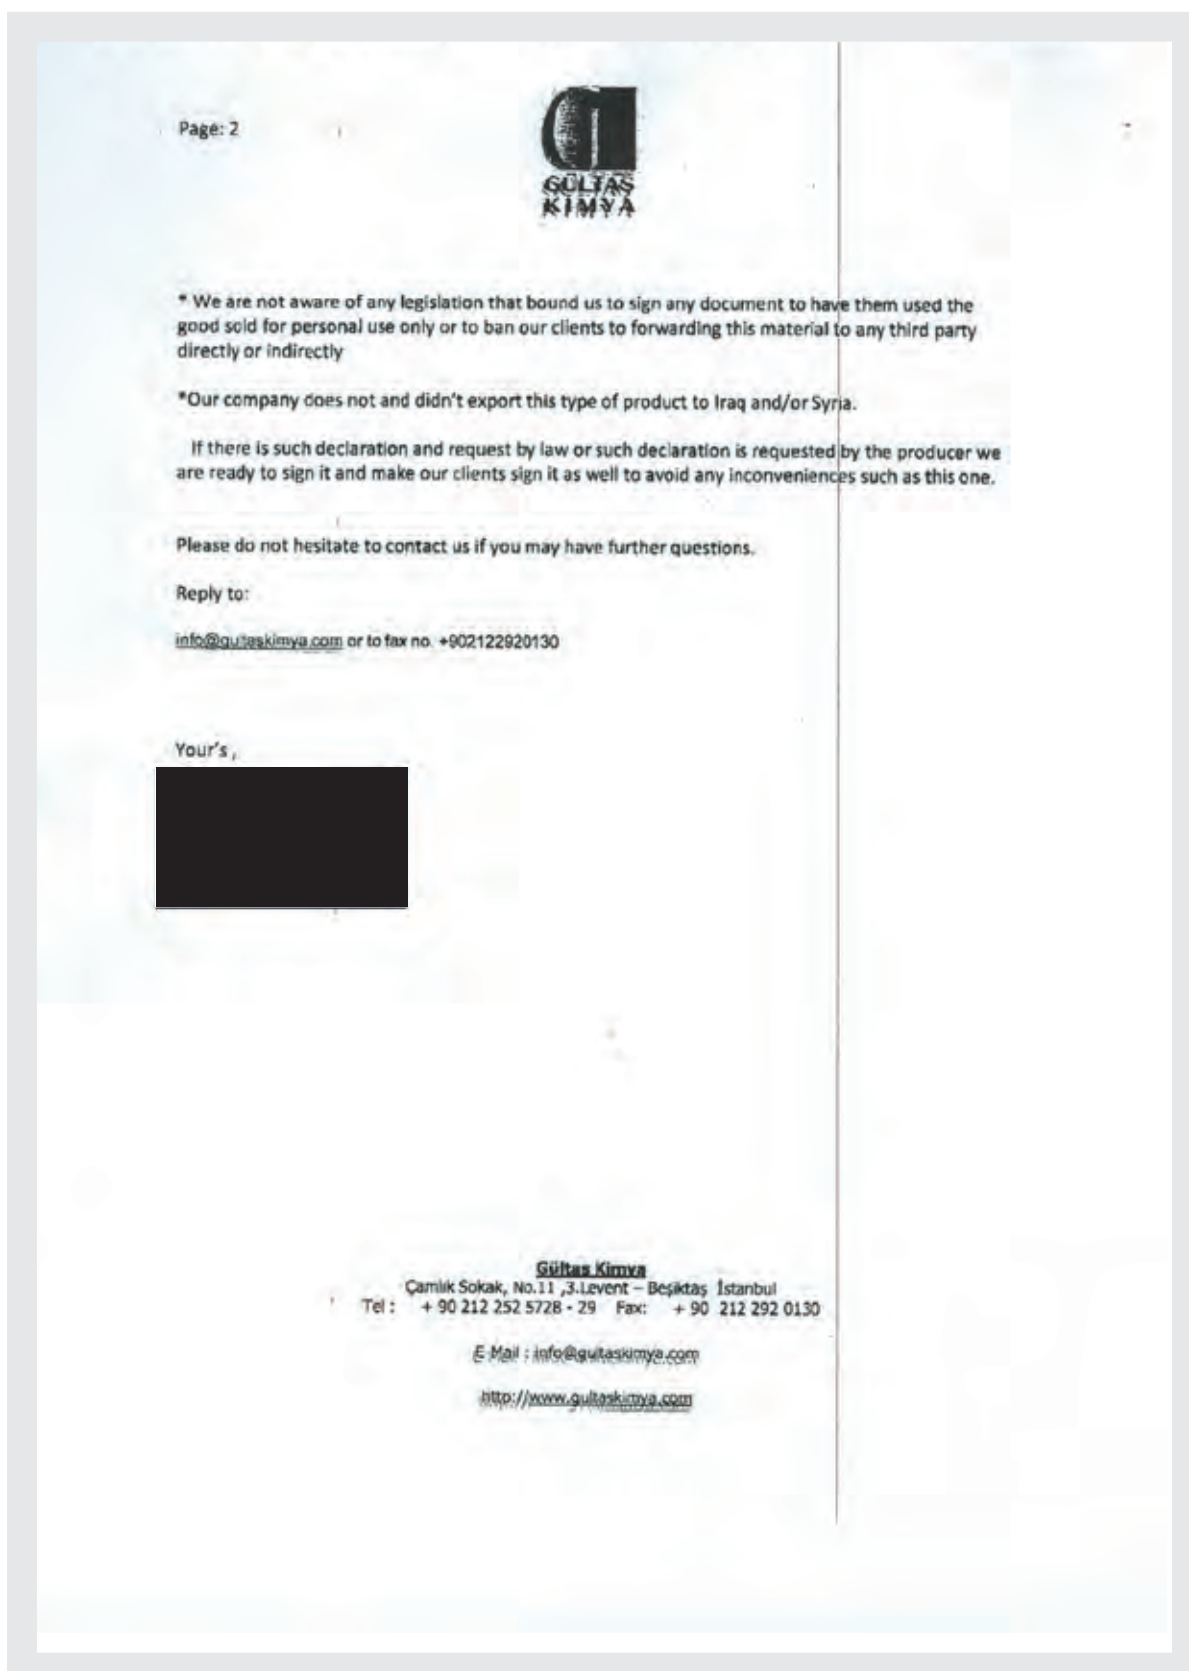 Page: 2
GÜLTAŞ
KİMYA
* We are not aware of any legislation that bound us to sign any document to have them used the
good sold for personal use only or to ban our clients to forwarding this material to any third party
directly or indirectly
*Our company does not and didn't export this type of product to Iraq and/or Syria.
If there is such declaration and request by law or such declaration is requested by the producer we
are ready to sign it and make our clients sign it as well to avoid any inconveniences such as this one.
Please do not hesitate to contact us if you may have further questions.
Reply to:
info@gultaskimya.com or to fax no. +902122920130
Your's ,
Gültaş Kimya
Çamlık Sokak, No.11 ,3.Levent – Beşiktaş İstanbul
Tel : + 90 212 252 5728 - 29 Fax: + 90 212 292 0130
E-Mail : info@gultaskimya.com
http://www.gultaskimya.com